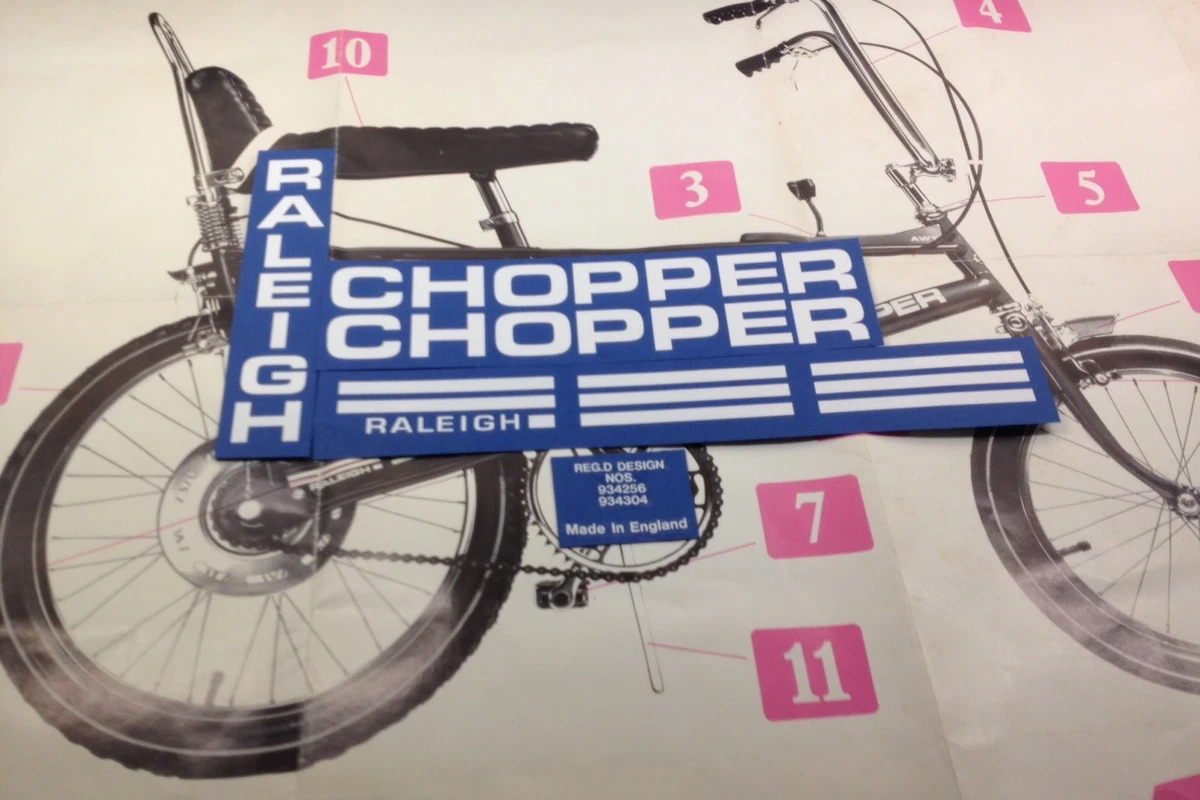 10
4
3
5
RALEIGH
CHOPPER
CHOPPER
PER
RALEIGH
RALEIGH
REG.D DESIGN
NOS.
934256
934304
Made In England
7
11